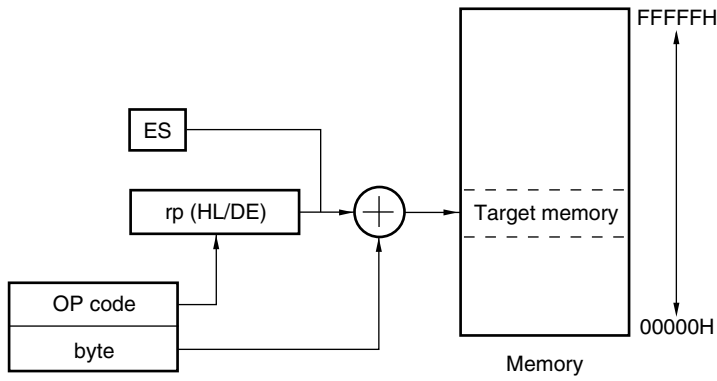 FFFFFH
ES
rp (HL/DE)
Target memory
OP code
byte
00000H
Memory